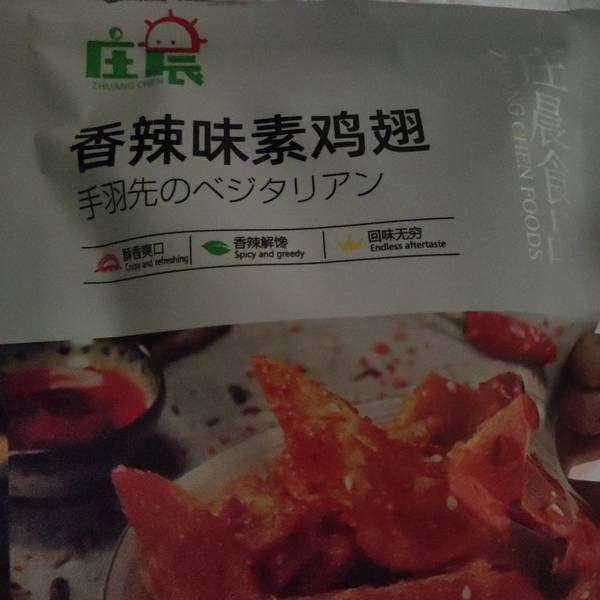 庄晨
ZHUANG CHEN
香辣味素鸡翅
手羽先のベジタリアン
酥香爽口
Crispy and refreshing
香辣解馋
Spicy and greedy
回味无穷
Endless aftertaste
庄晨食品
ZHUANG CHEN FOODS